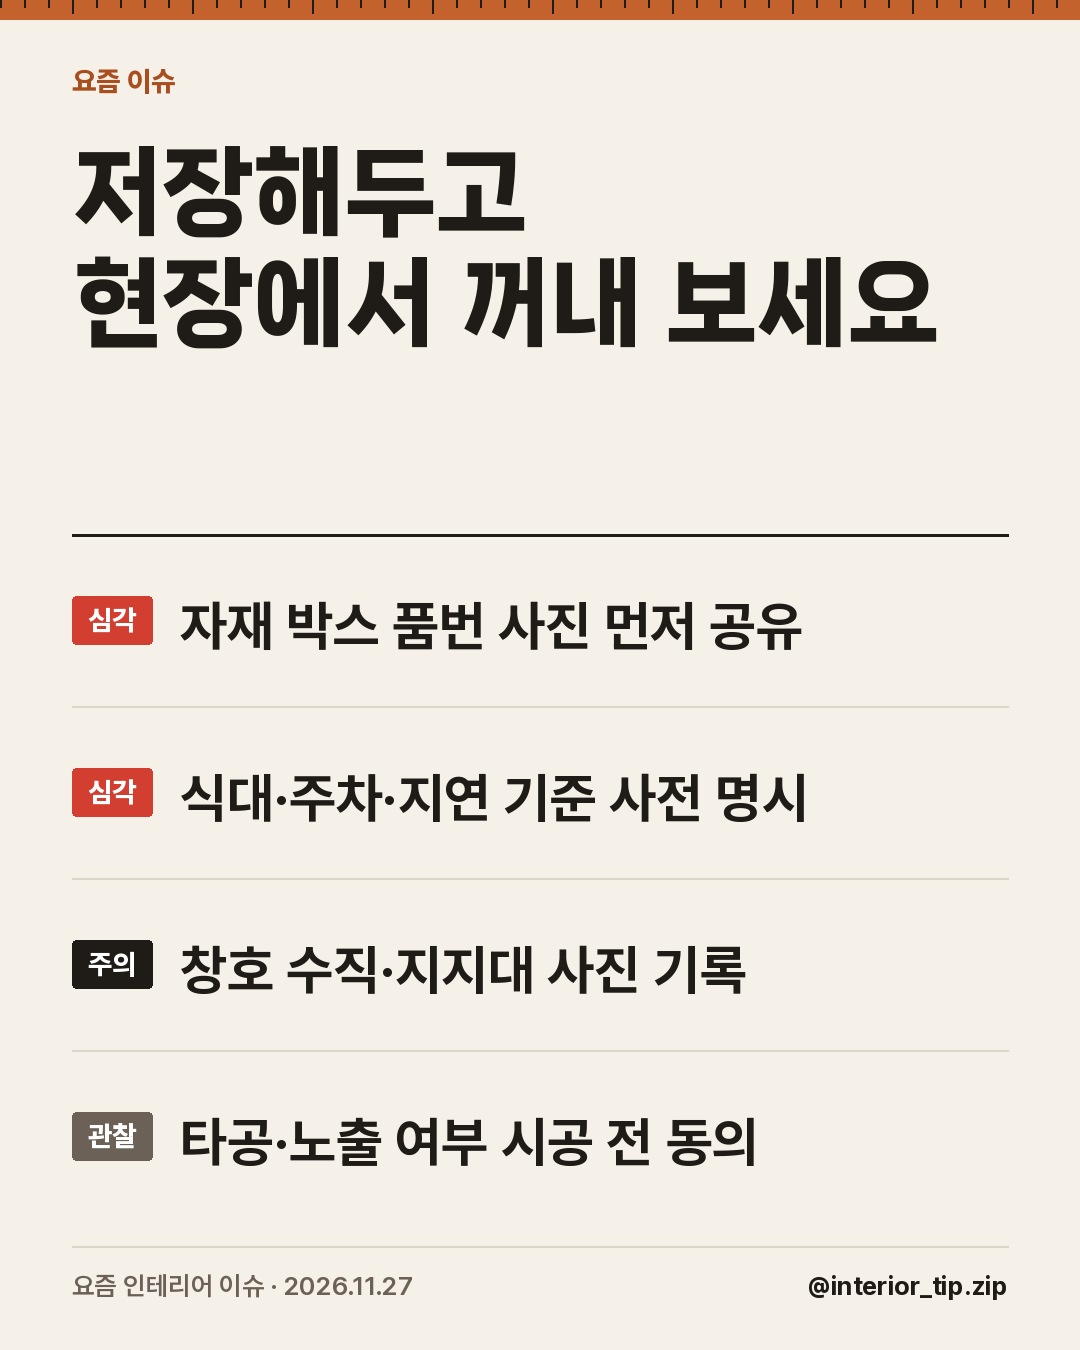 요즘 이슈
저장해두고
현장에서 꺼내 보세요
심각 자재 박스 품번 사진 먼저 공유
심각 식대·주차·지연 기준 사전 명시
주의 창호 수직·지지대 사진 기록
관찰 타공·노출 여부 시공 전 동의
요즘 인테리어 이슈 · 2026.11.27 @interior_tip.zip